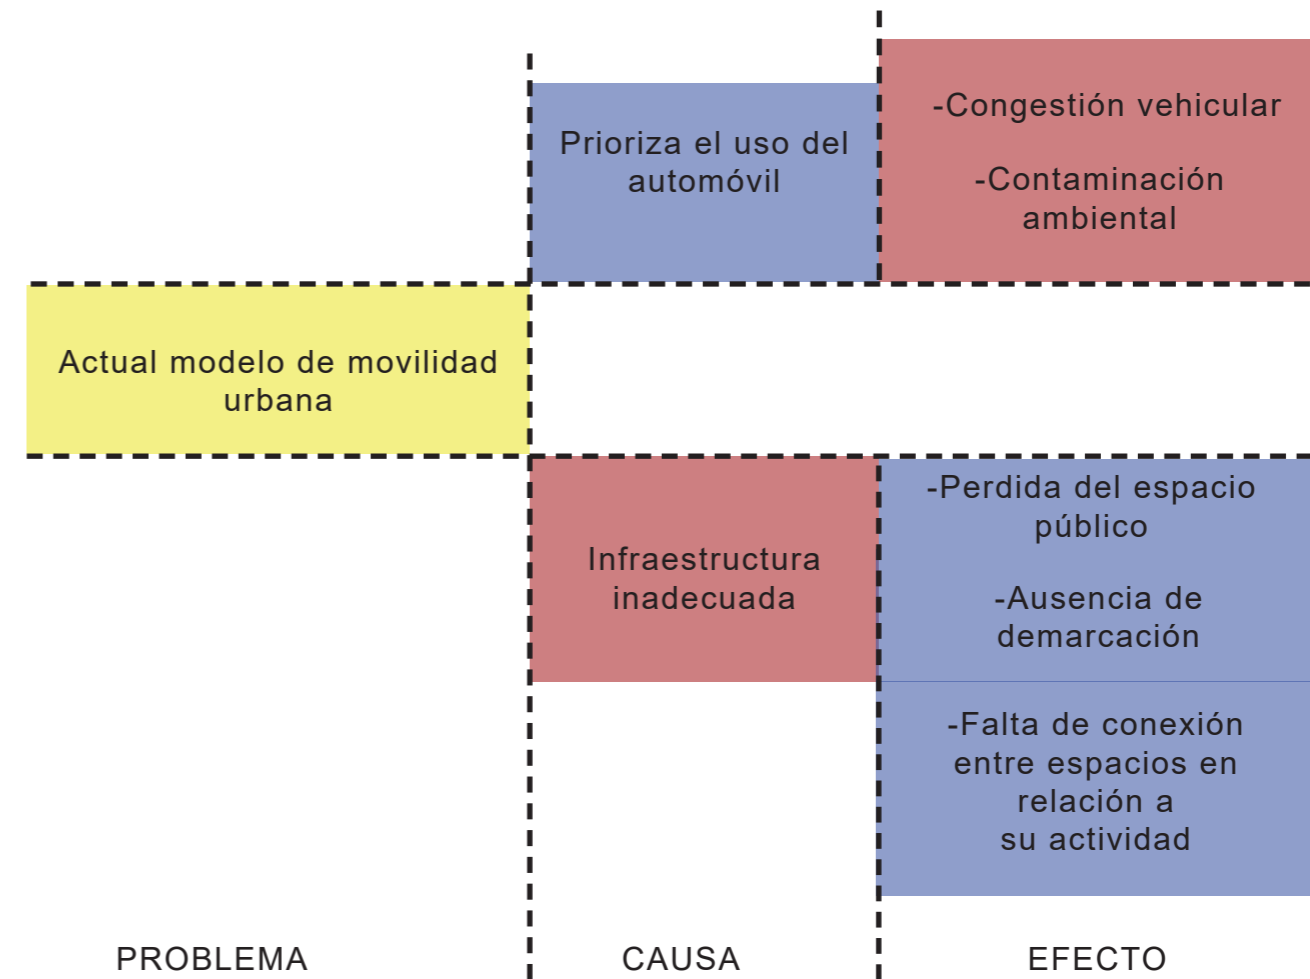 Prioriza el uso del
automóvil
-Congestión vehicular
-Contaminación
ambiental
Actual modelo de movilidad
urbana
Infraestructura
inadecuada
-Perdida del espacio
público
-Ausencia de
demarcación
-Falta de conexión
entre espacios en
relación a
su actividad
PROBLEMA
CAUSA
EFECTO